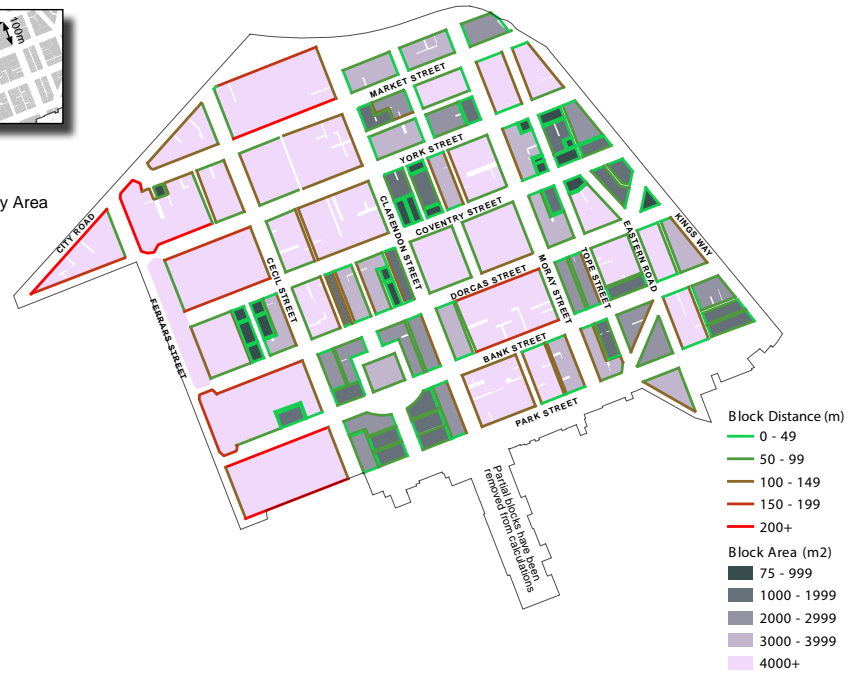 100m
y Area
CITY ROAD
FERRARS STREET
CECIL STREET
CLARENDON STREET
MARKET STREET
YORK STREET
COVENTRY STREET
DORCAS STREET
BANK STREET
PARK STREET
MORAY STREET
TOPE STREET
EASTERN ROAD
KINGS WAY
Partial blocks have been
removed from calculations
Block Distance (m)
0 - 49
50 - 99
100 - 149
150 - 199
200+
Block Area (m2)
75 - 999
1000 - 1999
2000 - 2999
3000 - 3999
4000+